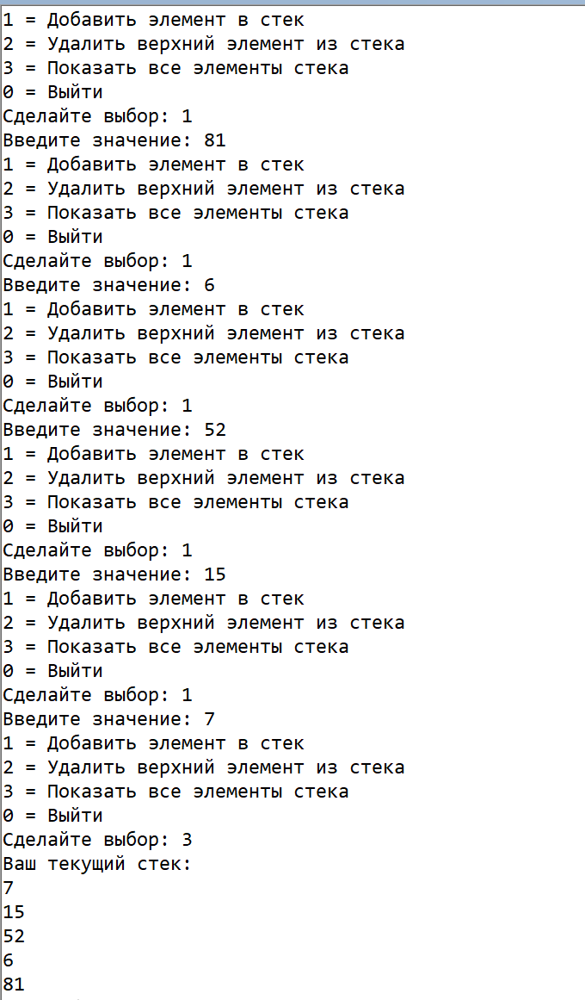 1 = Добавить элемент в стек
2 = Удалить верхний элемент из стека
3 = Показать все элементы стека
0 = Выйти
Сделайте выбор: 1
Введите значение: 81
1 = Добавить элемент в стек
2 = Удалить верхний элемент из стека
3 = Показать все элементы стека
0 = Выйти
Сделайте выбор: 1
Введите значение: 6
1 = Добавить элемент в стек
2 = Удалить верхний элемент из стека
3 = Показать все элементы стека
0 = Выйти
Сделайте выбор: 1
Введите значение: 52
1 = Добавить элемент в стек
2 = Удалить верхний элемент из стека
3 = Показать все элементы стека
0 = Выйти
Сделайте выбор: 1
Введите значение: 15
1 = Добавить элемент в стек
2 = Удалить верхний элемент из стека
3 = Показать все элементы стека
0 = Выйти
Сделайте выбор: 1
Введите значение: 7
1 = Добавить элемент в стек
2 = Удалить верхний элемент из стека
3 = Показать все элементы стека
0 = Выйти
Сделайте выбор: 3
Ваш текущий стек:
7
15
52
6
81